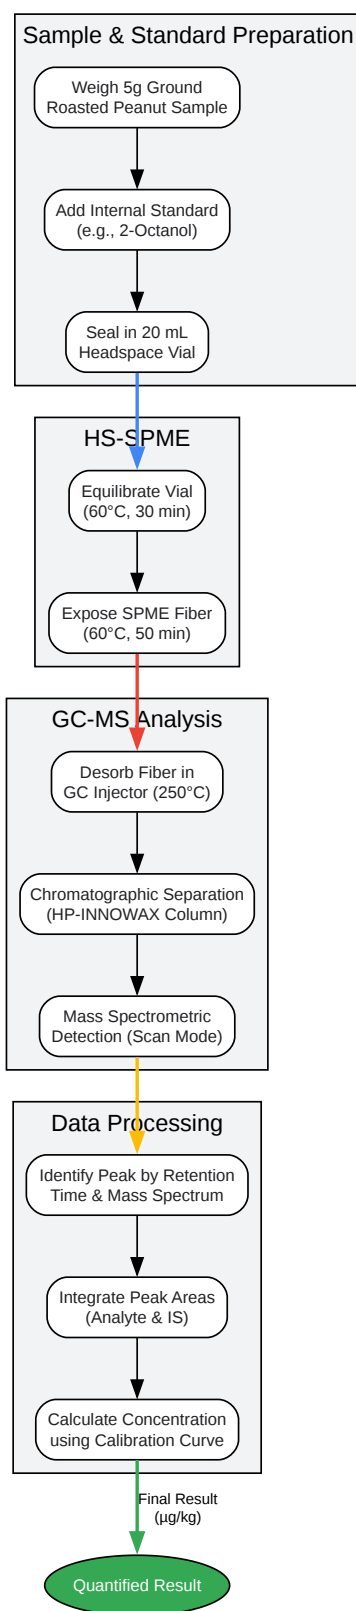 Sample & Standard Preparation
Weigh 5g Ground
Roasted Peanut Sample
Add Internal Standard
(e.g., 2-Octanol)
Seal in 20 mL
Headspace Vial
HS-SPME
Equilibrate Vial
(60°C, 30 min)
Expose SPME Fiber
(60°C, 50 min)
GC-MS Analysis
Desorb Fiber in
GC Injector (250°C)
Chromatographic Separation
(HP-INNOWAX Column)
Mass Spectrometric
Detection (Scan Mode)
Data Processing
Identify Peak by Retention
Time & Mass Spectrum
Integrate Peak Areas
(Analyte & IS)
Calculate Concentration
using Calibration Curve
Final Result
(µg/kg)
Quantified Result